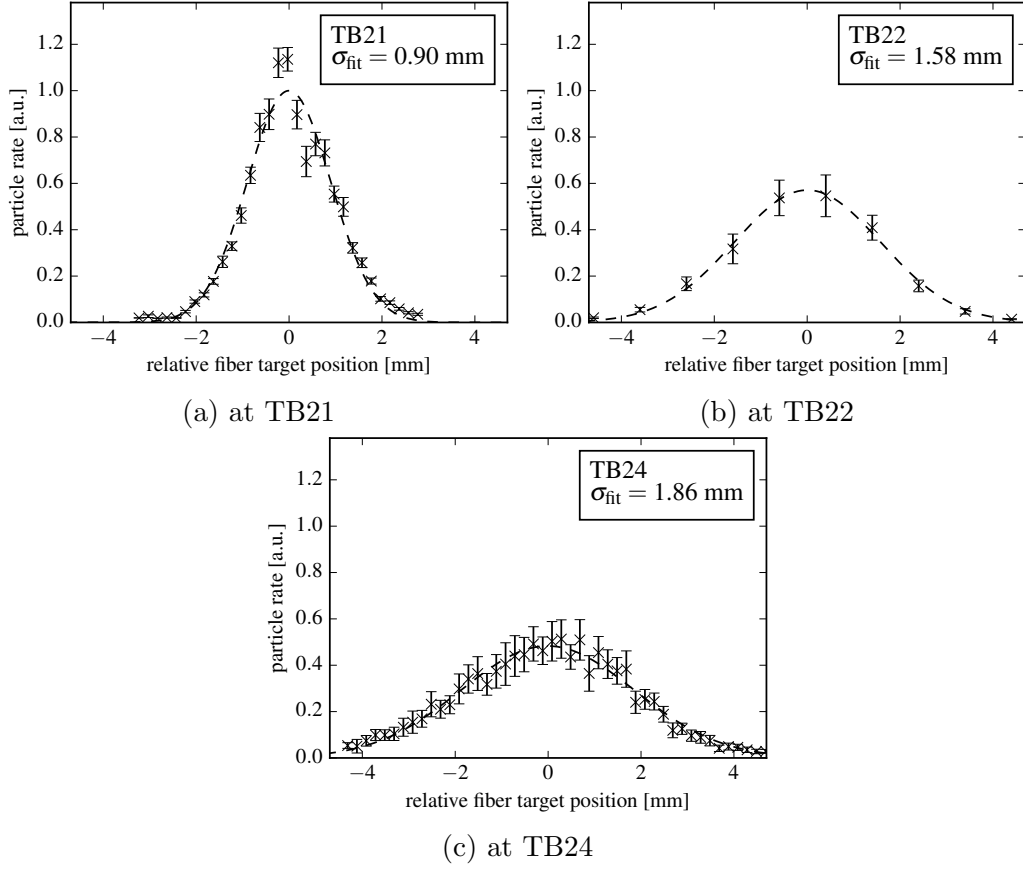 TB21
σfit = 0.90 mm
particle rate [a.u.]
1.2
1.0
0.8
0.6
0.4
0.2
0.0
−4 −2 0 2 4
relative fiber target position [mm]
(a) at TB21
TB22
σfit = 1.58 mm
particle rate [a.u.]
1.2
1.0
0.8
0.6
0.4
0.2
0.0
−4 −2 0 2 4
relative fiber target position [mm]
(b) at TB22
TB24
σfit = 1.86 mm
particle rate [a.u.]
1.2
1.0
0.8
0.6
0.4
0.2
0.0
−4 −2 0 2 4
relative fiber target position [mm]
(c) at TB24